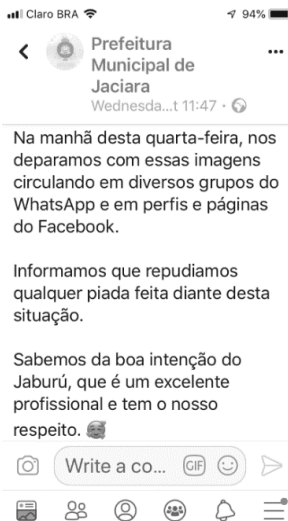 Claro BRA 94%
Prefeitura
Municipal de
Jaciara
Wednesda...t 11:47 ·
Na manhã desta quarta-feira, nos
deparamos com essas imagens
circulando em diversos grupos do
WhatsApp e em perfis e páginas
do Facebook.
Informamos que repudiamos
qualquer piada feita diante desta
situação.
Sabemos da boa intenção do
Jaburú, que é um excelente
profissional e tem o nosso
respeito. 🥰
Write a co... GIF